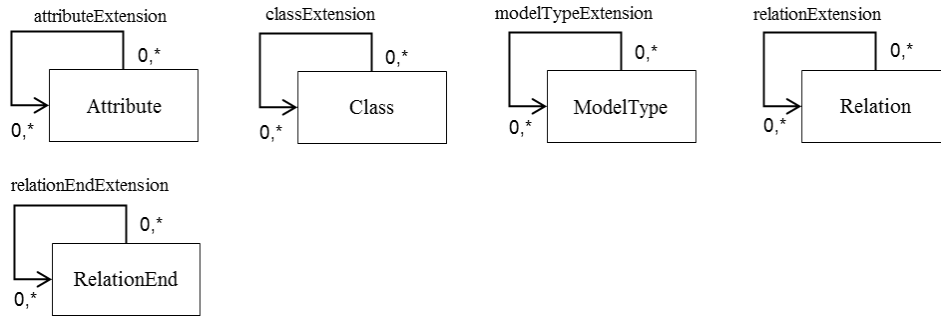 attributeExtension
0,*
Attribute
0,*
classExtension
0,*
Class
0,*
modelTypeExtension
0,*
ModelType
0,*
relationExtension
0,*
Relation
0,*
relationEndExtension
0,*
RelationEnd
0,*